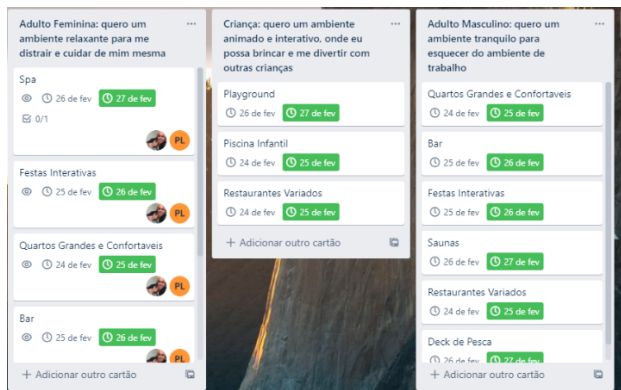 Adulto Feminina: quero um
ambiente relaxante para me
distrair e cuidar de mim mesma
Spa
26 de fev 27 de fev
0/1
PL
Festas Interativas
25 de fev 26 de fev
PL
Quartos Grandes e Confortaveis
24 de fev 25 de fev
PL
Bar
25 de fev 26 de fev
PL
+ Adicionar outro cartão
Criança: quero um ambiente
animado e interativo, onde eu
possa brincar e me divertir com
outras crianças
Playground
26 de fev 27 de fev
Piscina Infantil
24 de fev 25 de fev
Restaurantes Variados
24 de fev 25 de fev
+ Adicionar outro cartão
Adulto Masculino: quero um
ambiente tranquilo para
esquecer do ambiente de
trabalho
Quartos Grandes e Confortaveis
24 de fev 25 de fev
Bar
25 de fev 26 de fev
Festas Interativas
25 de fev 26 de fev
Saunas
26 de fev 27 de fev
Restaurantes Variados
24 de fev 25 de fev
Deck de Pesca
26 de fev 27 de fev
+ Adicionar outro cartão